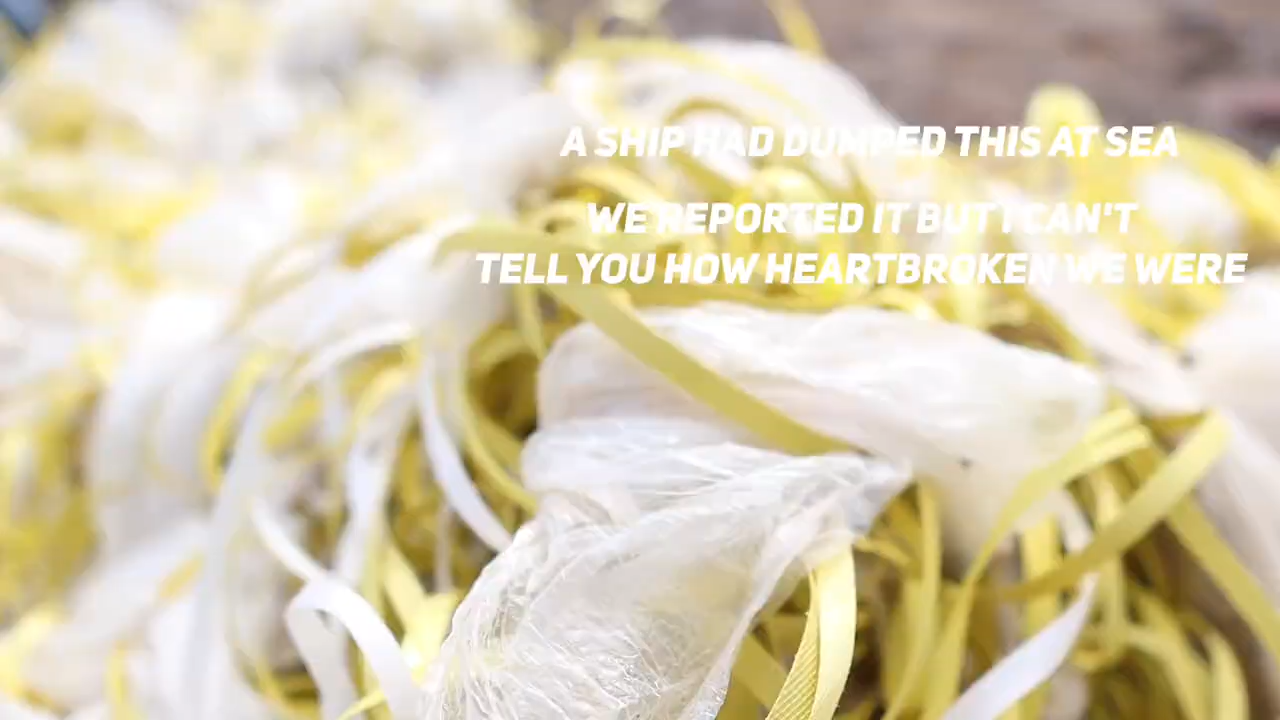 A SHIP HAD DUMPED THIS AT SEA
WE REPORTED IT BUT I CAN'T
TELL YOU HOW HEARTBROKEN WE WERE